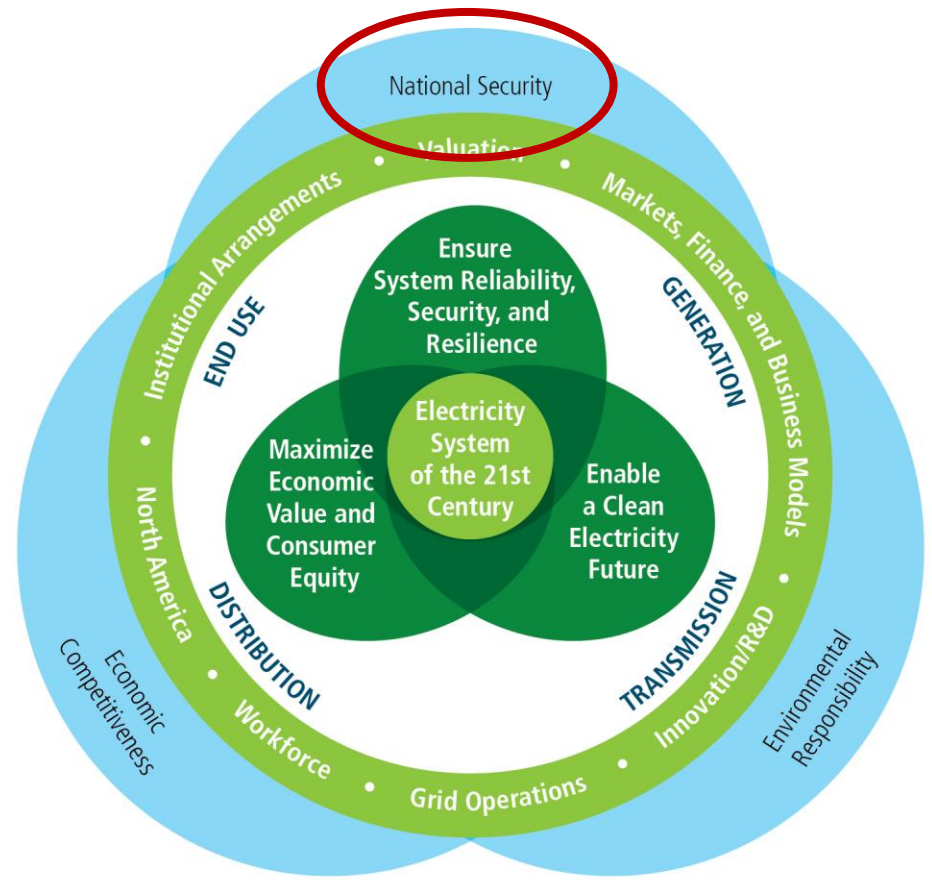 National Security
Valuation
Institutional Arrangements
Markets, Finance, and Business Models
Ensure
System Reliability,
Security, and
Resilience
END USE
GENERATION
Electricity
System
of the 21st
Century
Maximize
Economic
Value and
Consumer
Equity
Enable
a Clean
Electricity
Future
North America
DISTRIBUTION
TRANSMISSION
Innovation/R&D
Economic
Competitiveness
Environmental
Responsibility
Workforce
Grid Operations